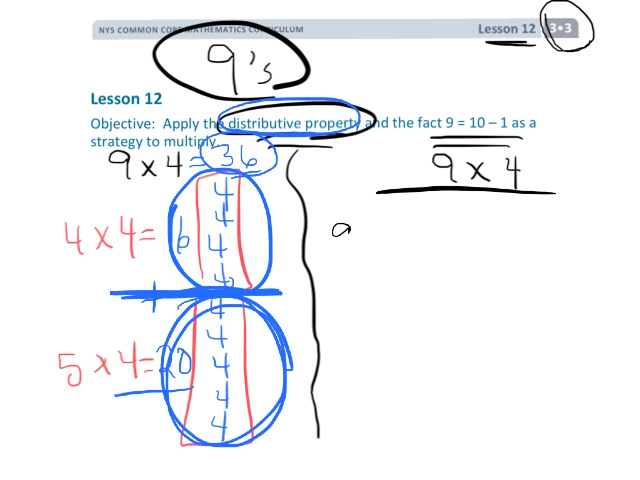 NYS COMMON CORE MATHEMATICS CURRICULUM Lesson 12 3•3
9's
Lesson 12
Objective: Apply the distributive property and the fact 9 = 10 – 1 as a
strategy to multiply.
9 x 4 = 36
9 x 4
4
4
4 x 4 = 16
4
4
+
4
4
5 x 4 = 20
4
4
4